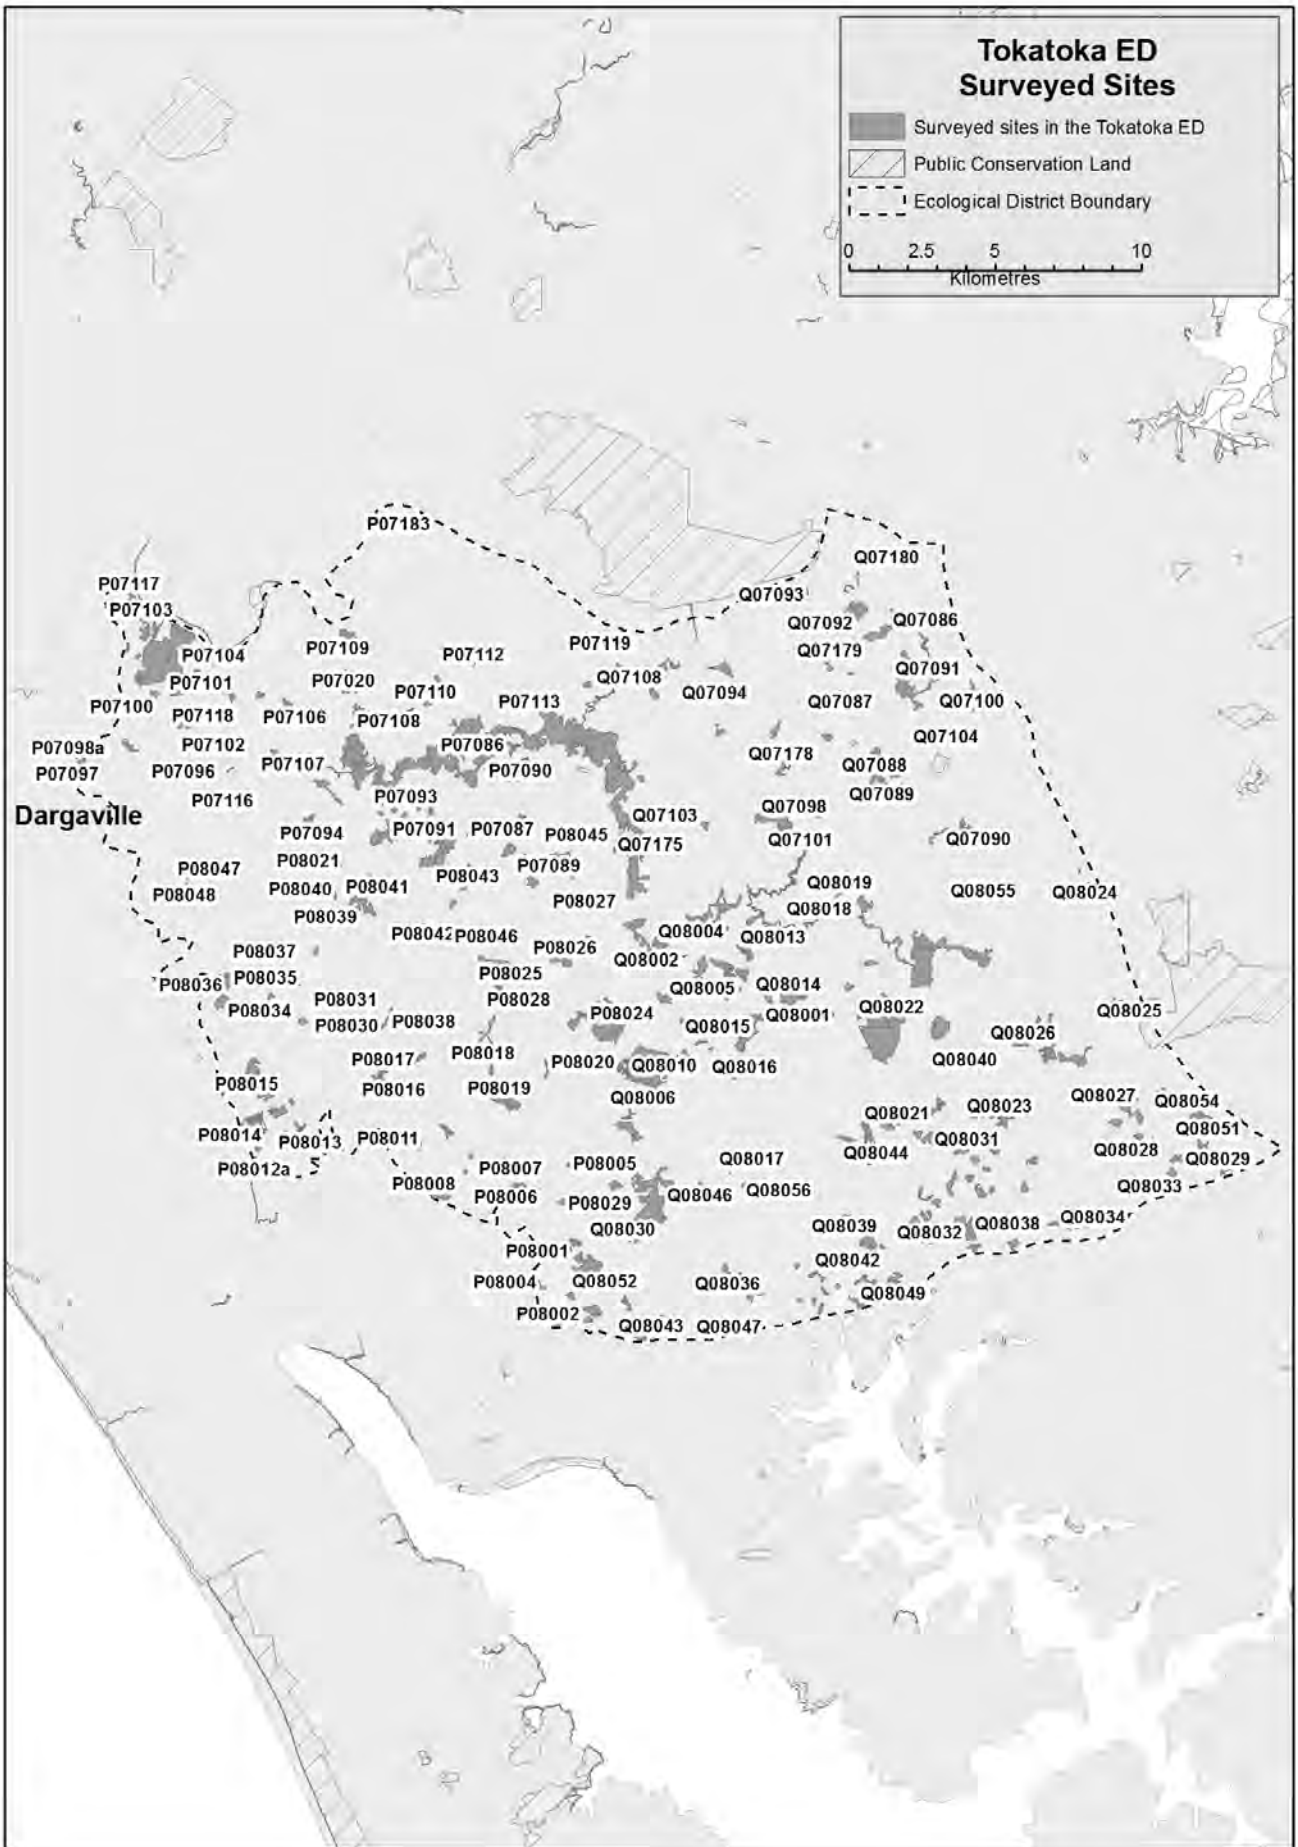 Tokatoka ED
Surveyed Sites
Surveyed sites in the Tokatoka ED
Public Conservation Land
Ecological District Boundary
0 2.5 5 10
Kilometres
P07183
Q07180
P07117
Q07093
P07103
Q07092
Q07086
P07109
P07119
P07104
P07112
Q07179
Q07091
P07101
P07020
Q07108
P07110
Q07094
P07100
P07113
Q07087
Q07100
P07118
P07106
P07108
Q07104
P07098a
P07102
P07086
Q07178
P07097
P07096
P07107
P07090
Q07088
P07116
P07093
Q07089
Dargaville
Q07103
Q07098
P07094
P07091
P07087
P08045
Q07175
Q07101
Q07090
P08021
P07089
P08047
P08043
P08048
P08040
P08041
P08027
Q08019
Q08055
Q08024
P08039
Q08018
P08042
P08046
Q08004
Q08013
P08037
P08026
Q08002
P08036
P08035
P08025
Q08005
Q08014
P08034
P08031
P08028
P08024
Q08001
Q08022
Q08025
P08030
P08038
Q08015
Q08026
P08017
P08018
P08020
Q08010
Q08016
Q08040
P08015
P08016
P08019
Q08006
Q08027
Q08054
Q08021
Q08023
P08014
P08013
P08011
Q08031
Q08051
Q08044
Q08028
P08012a
P08007
P08005
Q08017
Q08029
P08008
P08006
P08029
Q08046
Q08056
Q08033
Q08030
Q08039
Q08032
Q08038
Q08034
P08001
Q08042
P08004
Q08052
Q08036
Q08049
P08002
Q08043
Q08047